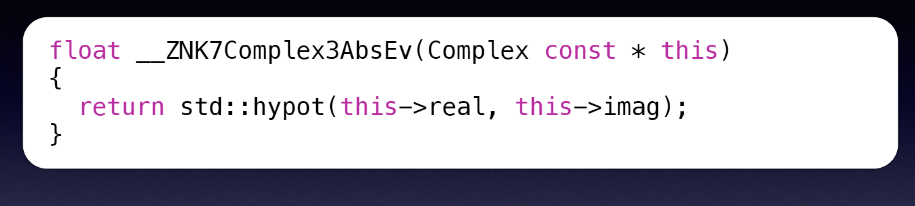 float __ZNK7Complex3AbsEv(Complex const * this)
{
  return std::hypot(this->real, this->imag);
}